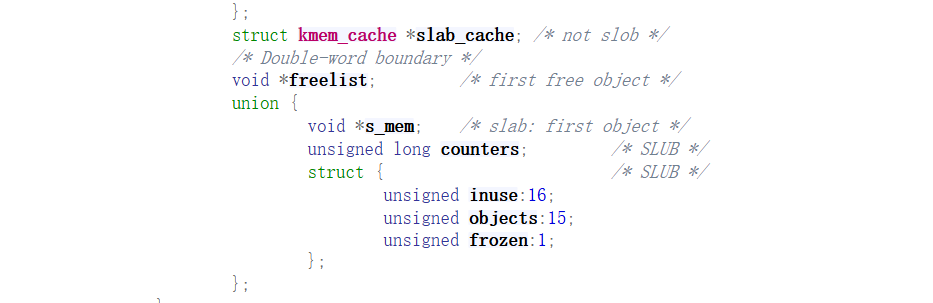 };
struct kmem_cache *slab_cache; /* not slob */
/* Double-word boundary */
void *freelist; /* first free object */
union {
void *s_mem; /* slab: first object */
unsigned long counters; /* SLUB */
struct { /* SLUB */
unsigned inuse:16;
unsigned objects:15;
unsigned frozen:1;
};
};